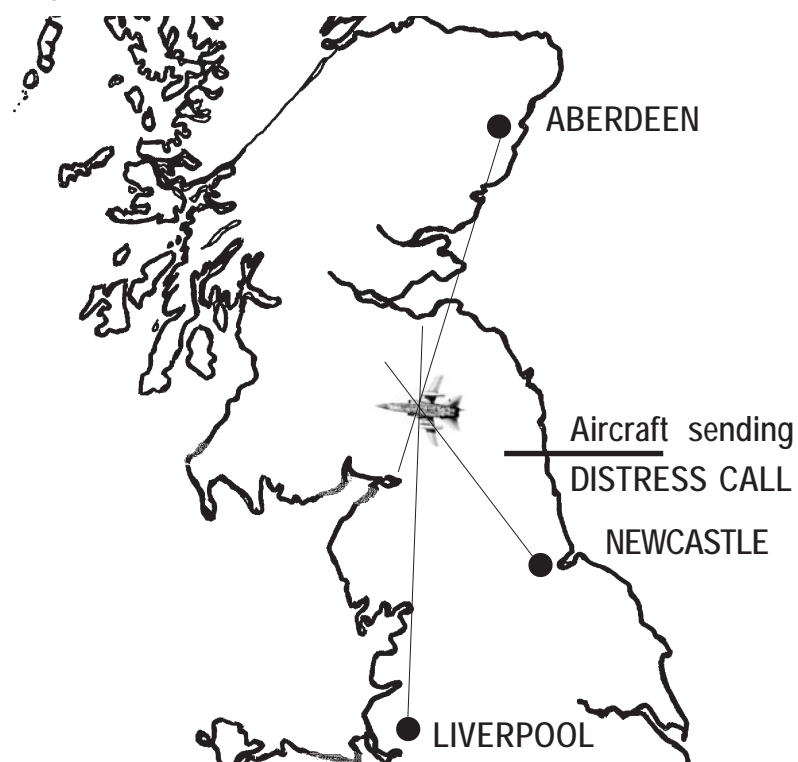 ABERDEEN
Aircraft sending
DISTRESS CALL
NEWCASTLE
LIVERPOOL